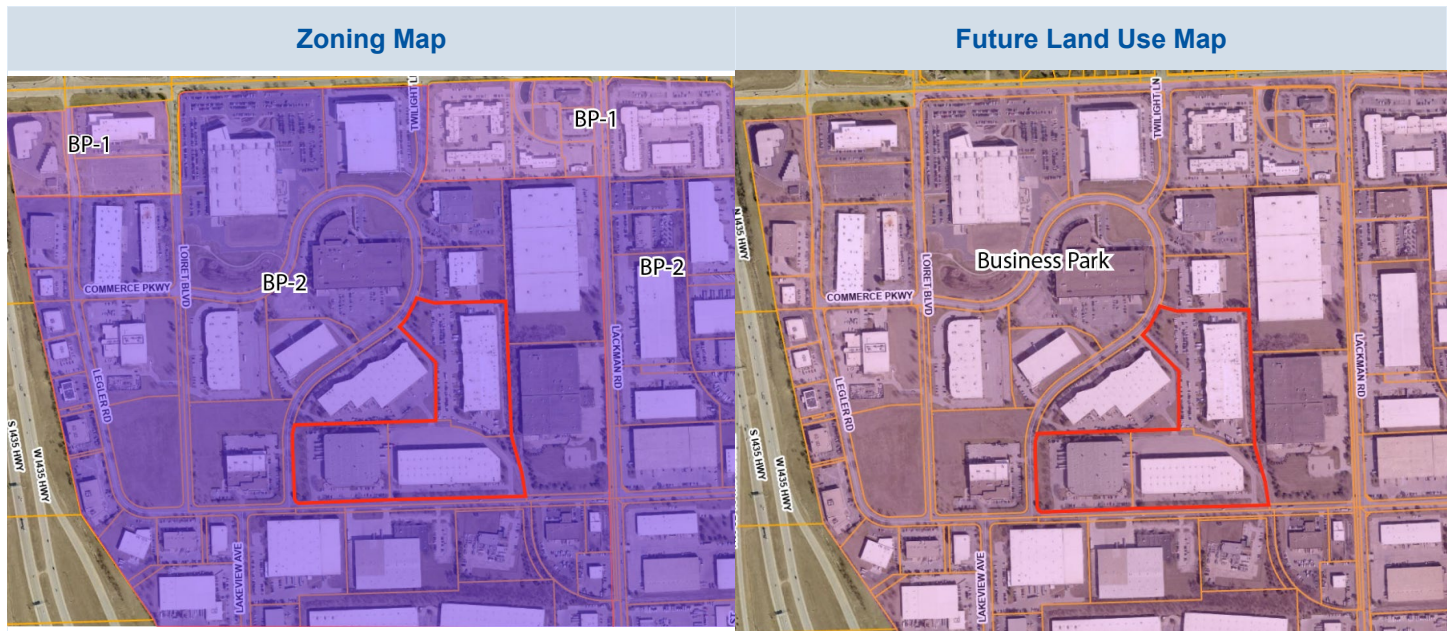 Zoning Map
Future Land Use Map
TWILIGHT L
BP-1
BP-1
BP-2
BP-2
LOIRET BLVD
COMMERCE PKWY
LEGLER RD
LACKMAN RD
S I435 HWY
W I435 HWY
LAKEVIEW AVE
TWILIGHT LN
N I435 HWY
Business Park
LOIRET BLVD
COMMERCE PKWY
LEGLER RD
LACKMAN RD
S I435 HWY
W I435 HWY
LAKEVIEW AVE